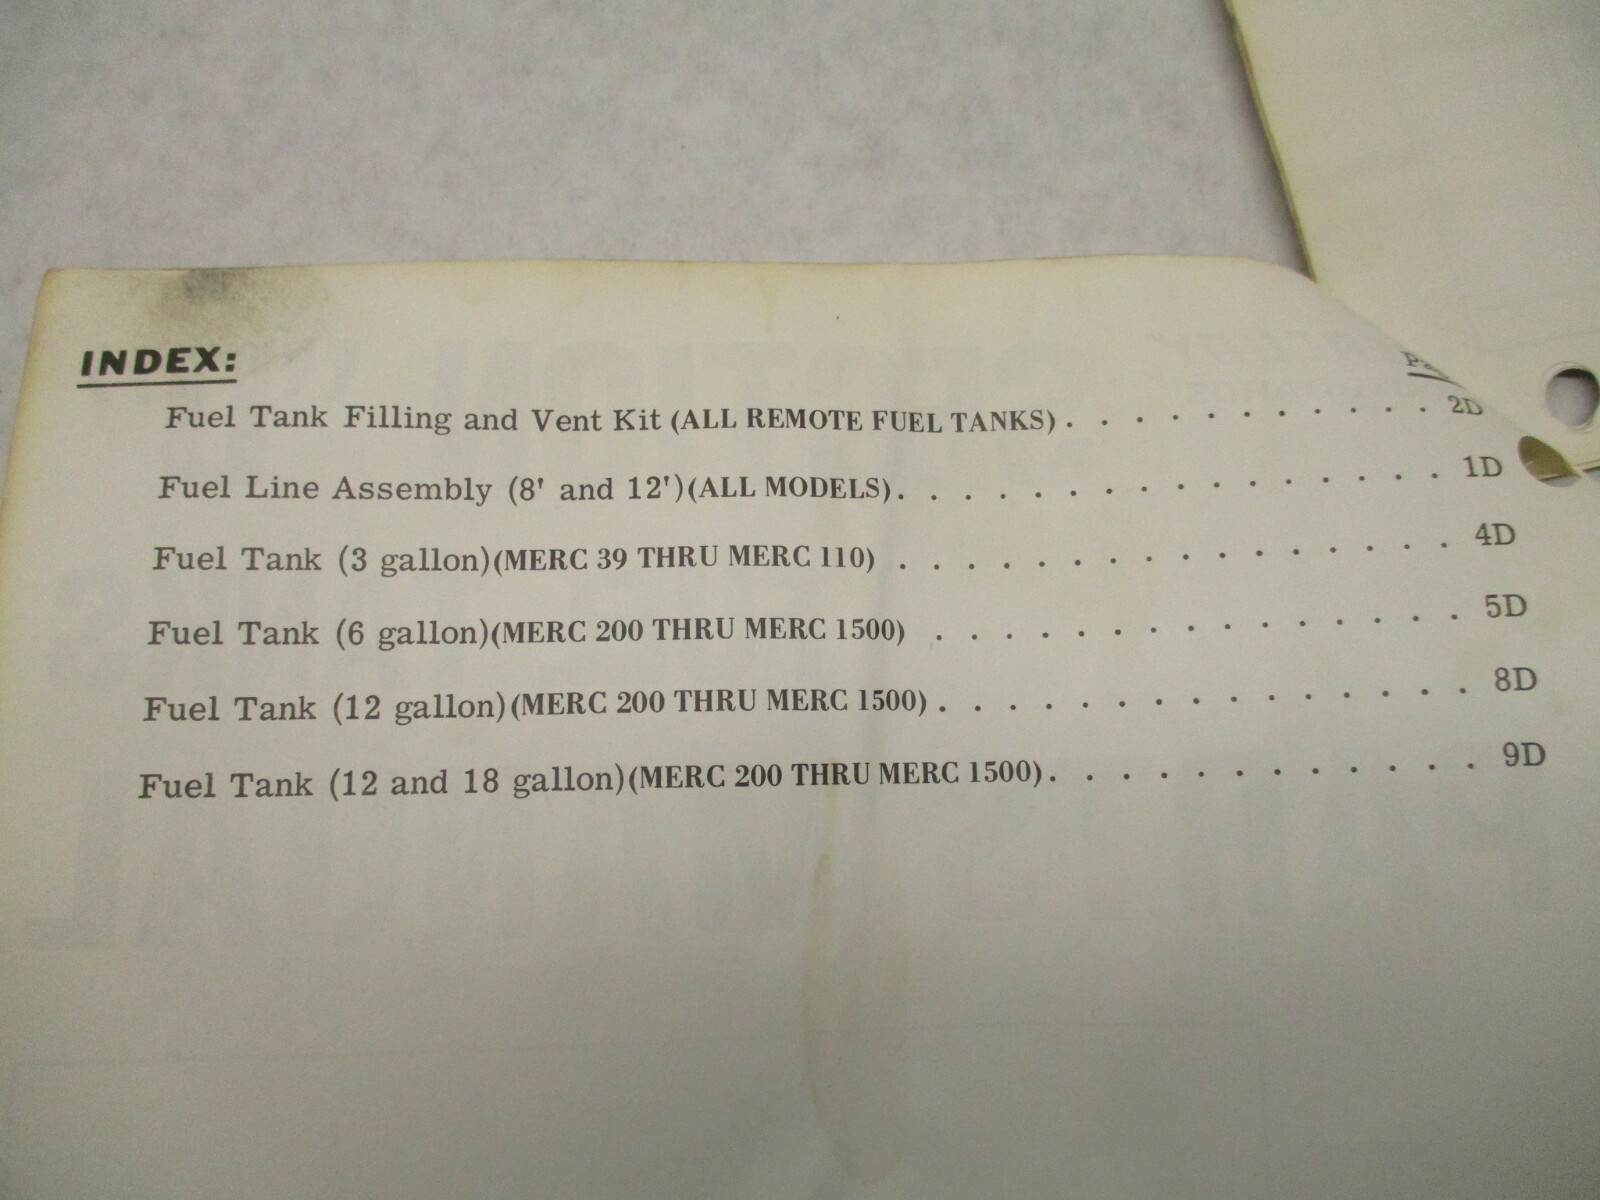 INDEX:
Fuel Tank Filling and Vent Kit (ALL REMOTE FUEL TANKS). . . . . . . . . . . 2D
Fuel Line Assembly (8' and 12')(ALL MODELS). . . . . . . . . . . . . . . . . 1D
Fuel Tank (3 gallon)(MERC 39 THRU MERC 110) . . . . . . . . . . . . . . . . . 4D
Fuel Tank (6 gallon)(MERC 200 THRU MERC 1500) . . . . . . . . . . . . . . . 5D
Fuel Tank (12 gallon)(MERC 200 THRU MERC 1500) . . . . . . . . . . . . . . . 8D
Fuel Tank (12 and 18 gallon)(MERC 200 THRU MERC 1500). . . . . . . . . . . . 9D